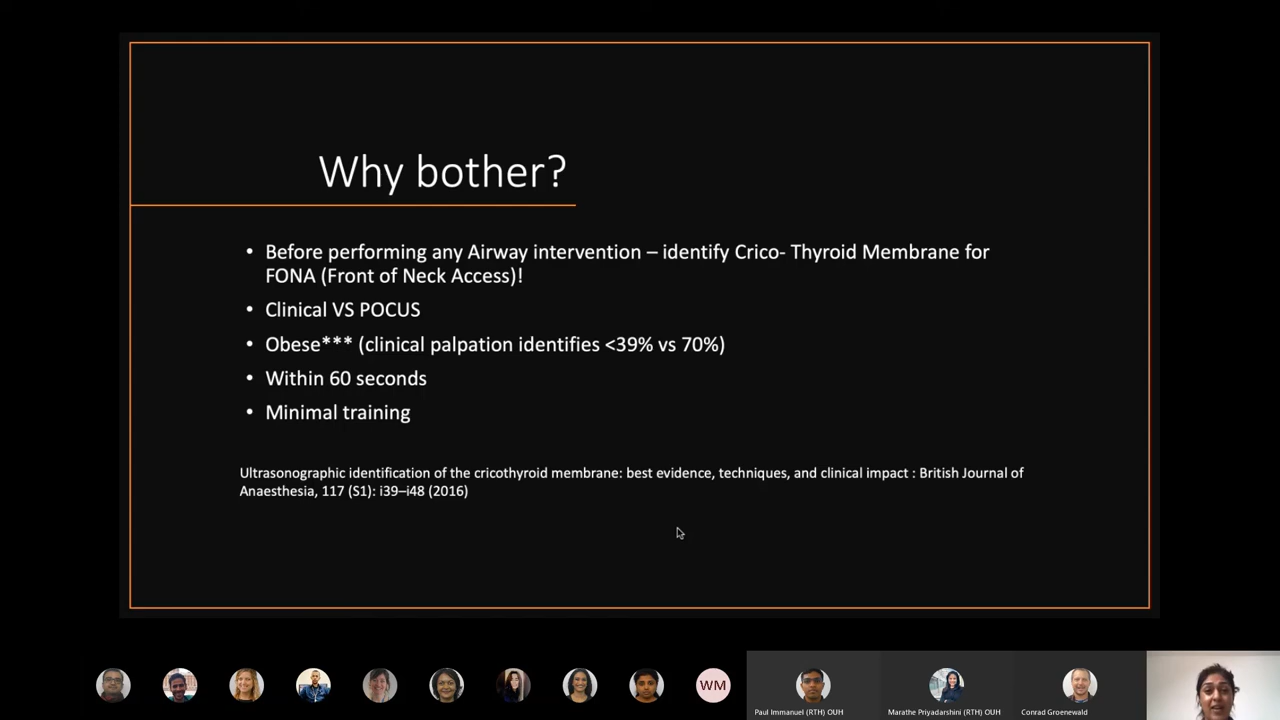 Why bother?
• Before performing any Airway intervention – identify Crico- Thyroid Membrane for
FONA (Front of Neck Access)!
• Clinical VS POCUS
• Obese*** (clinical palpation identifies <39% vs 70%)
• Within 60 seconds
• Minimal training
Ultrasonographic identification of the cricothyroid membrane: best evidence, techniques, and clinical impact : British Journal of
Anaesthesia, 117 (S1): i39–i48 (2016)
WM
Paul Immanuel (RTH) OUH
Marathe Priyadarshini (RTH) OUH
Conrad Groenewald